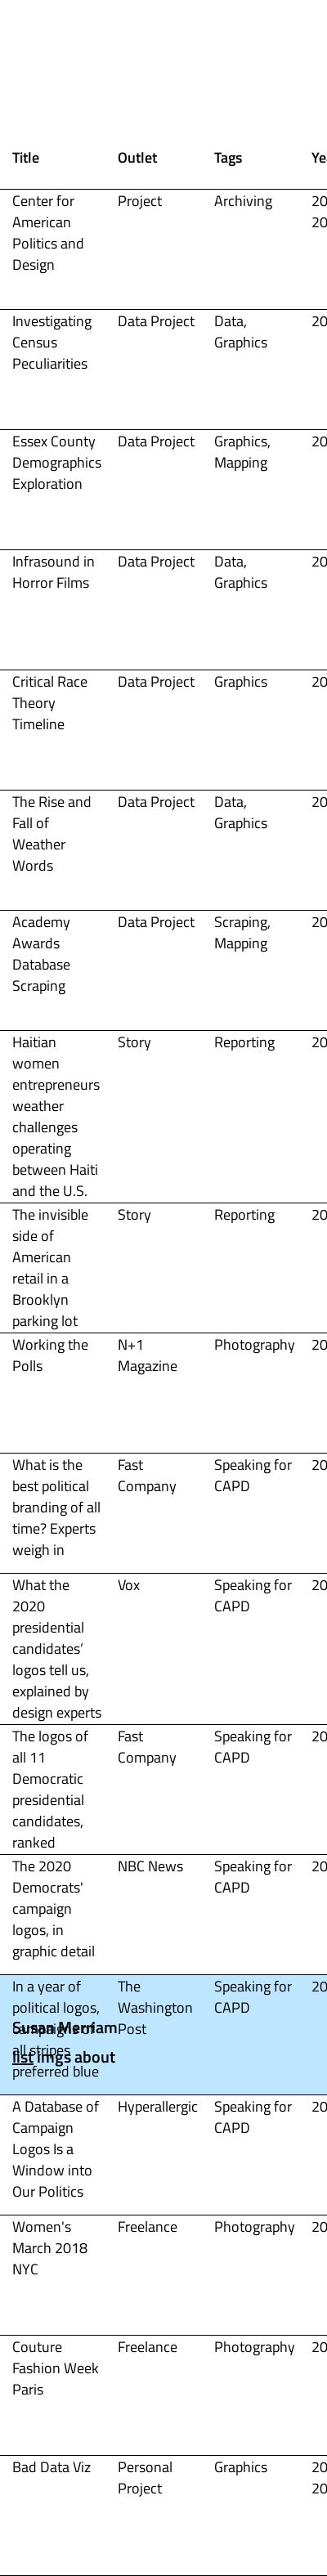 Title Outlet Tags Ye
Center for Project Archiving 20
American 20
Politics and
Design
Investigating Data Project Data, 20
Census Graphics
Peculiarities
Essex County Data Project Graphics, 20
Demographics Mapping
Exploration
Infrasound in Data Project Data, 20
Horror Films Graphics
Critical Race Data Project Graphics 20
Theory
Timeline
The Rise and Data Project Data, 20
Fall of Graphics
Weather
Words
Academy Data Project Scraping, 20
Awards Mapping
Database
Scraping
Haitian Story Reporting 20
women
entrepreneurs
weather
challenges
operating
between Haiti
and the U.S.
The invisible Story Reporting 20
side of
American
retail in a
Brooklyn
parking lot
Working the N+1 Photography 20
Polls Magazine
What is the Fast Speaking for 20
best political Company CAPD
branding of all
time? Experts
weigh in
What the Vox Speaking for 20
2020 CAPD
presidential
candidates’
logos tell us,
explained by
design experts
The logos of Fast Speaking for 20
all 11 Company CAPD
Democratic
presidential
candidates,
ranked
The 2020 NBC News Speaking for 20
Democrats' CAPD
campaign
logos, in
graphic detail
In a year of The Speaking for 20
political logos, Washington CAPD
Susan Merriam Post
all stripes
list imgs about
preferred blue
A Database of Hyperallergic Speaking for 20
Campaign CAPD
Logos Is a
Window into
Our Politics
Women's Freelance Photography 20
March 2018
NYC
Couture Freelance Photography 20
Fashion Week
Paris
Bad Data Viz Personal Graphics 20
Project 20